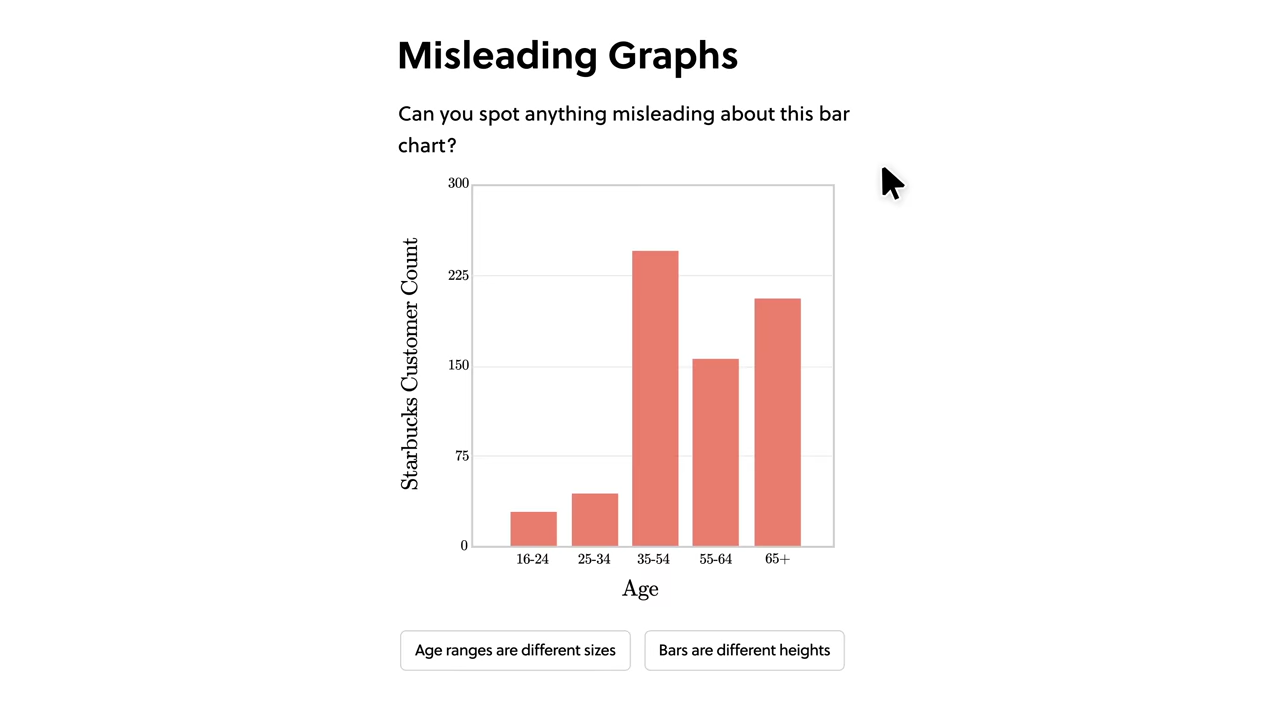 Misleading Graphs
Can you spot anything misleading about this bar
chart?
300
225
150
75
0
Starbucks Customer Count
16-24
25-34
35-54
55-64
65+
Age
Age ranges are different sizes
Bars are different heights